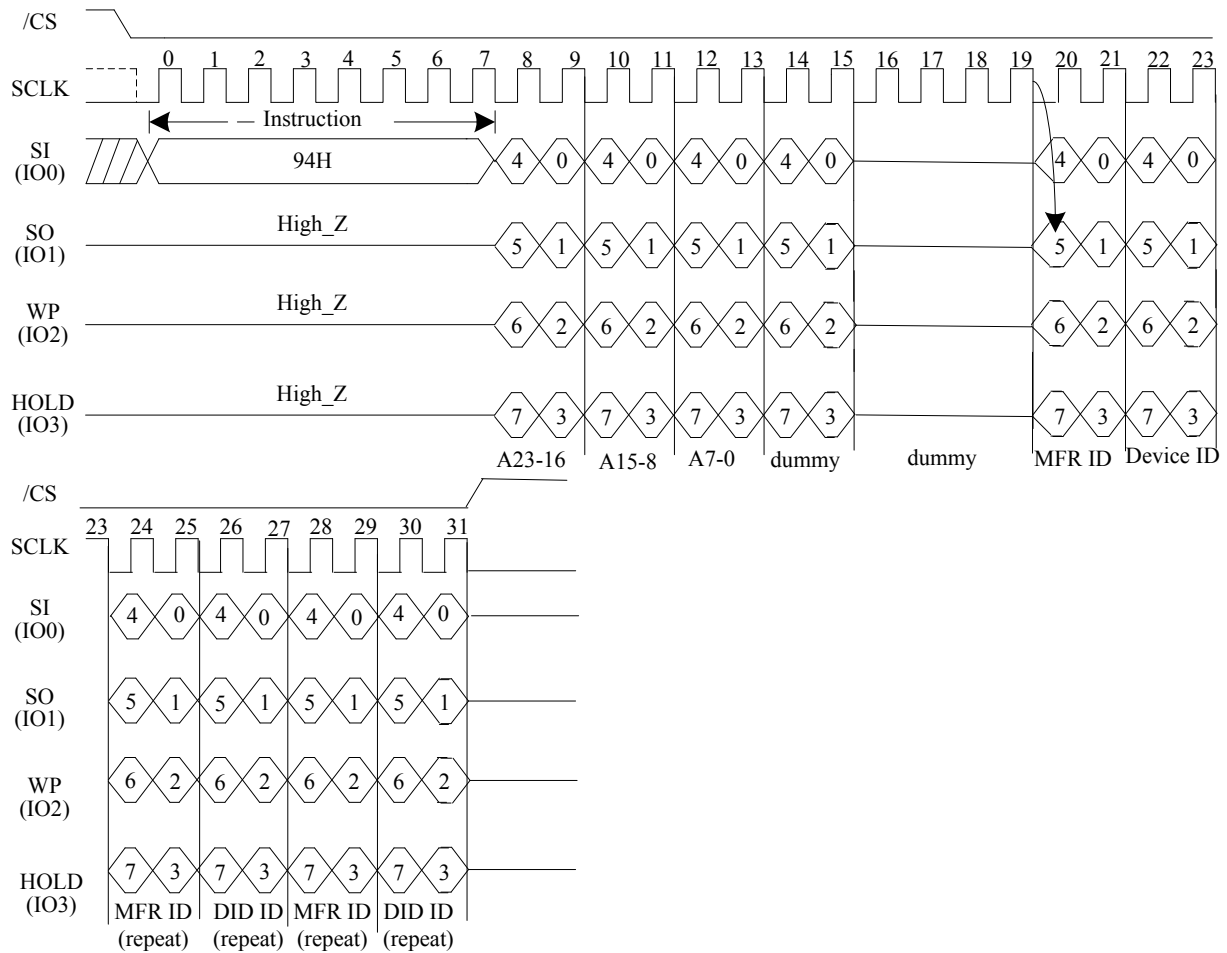 /CS
0 1 2 3 4 5 6 7 8 9 10 11 12 13 14 15 16 17 18 19 20 21 22 23
SCLK
Instruction
SI
(IO0)
94H 4 0 4 0 4 0 4 0 4 0 4 0
SO
(IO1)
High_Z 5 1 5 1 5 1 5 1 5 1 5 1
WP
(IO2)
High_Z 6 2 6 2 6 2 6 2 6 2 6 2
HOLD
(IO3)
High_Z 7 3 7 3 7 3 7 3 7 3 7 3
A23-16 A15-8 A7-0 dummy dummy MFR ID Device ID
/CS
23 24 25 26 27 28 29 30 31
SCLK
SI
(IO0)
4 0 4 0 4 0 4 0
SO
(IO1)
5 1 5 1 5 1 5 1
WP
(IO2)
6 2 6 2 6 2 6 2
HOLD
(IO3)
7 3 7 3 7 3 7 3
MFR ID DID ID MFR ID DID ID
(repeat) (repeat) (repeat) (repeat)